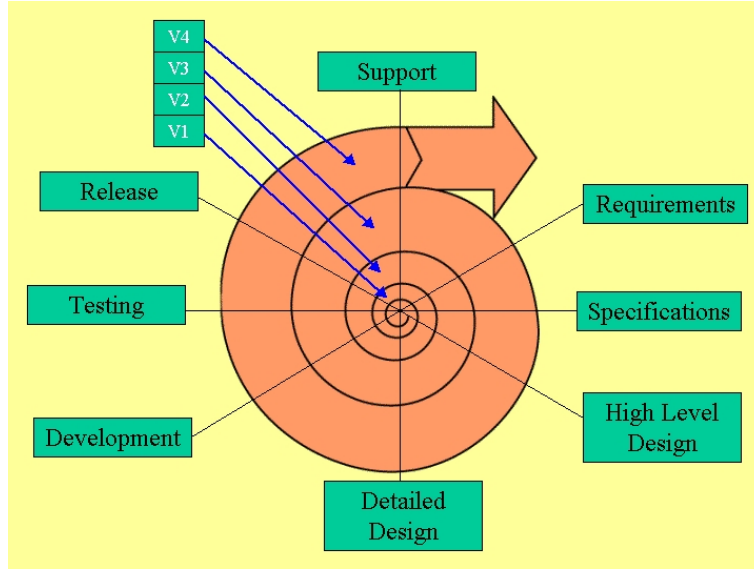 V4
V3
V2
V1
Support
Release
Requirements
Testing
Specifications
Development
High Level
Design
Detailed
Design